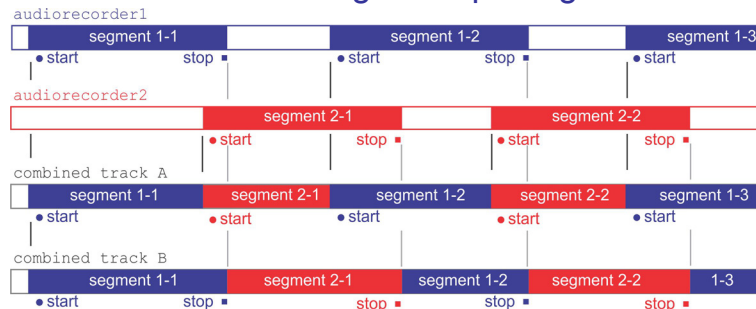 audiorecorder1
segment 1-1 segment 1-2 segment 1-3
start stop start stop start
audiorecorder2
segment 2-1 segment 2-2
start stop start stop
combined track A
segment 1-1 segment 2-1 segment 1-2 segment 2-2 segment 1-3
start start start start start
combined track B
segment 1-1 segment 2-1 segment 1-2 segment 2-2 1-3
start stop stop stop stop